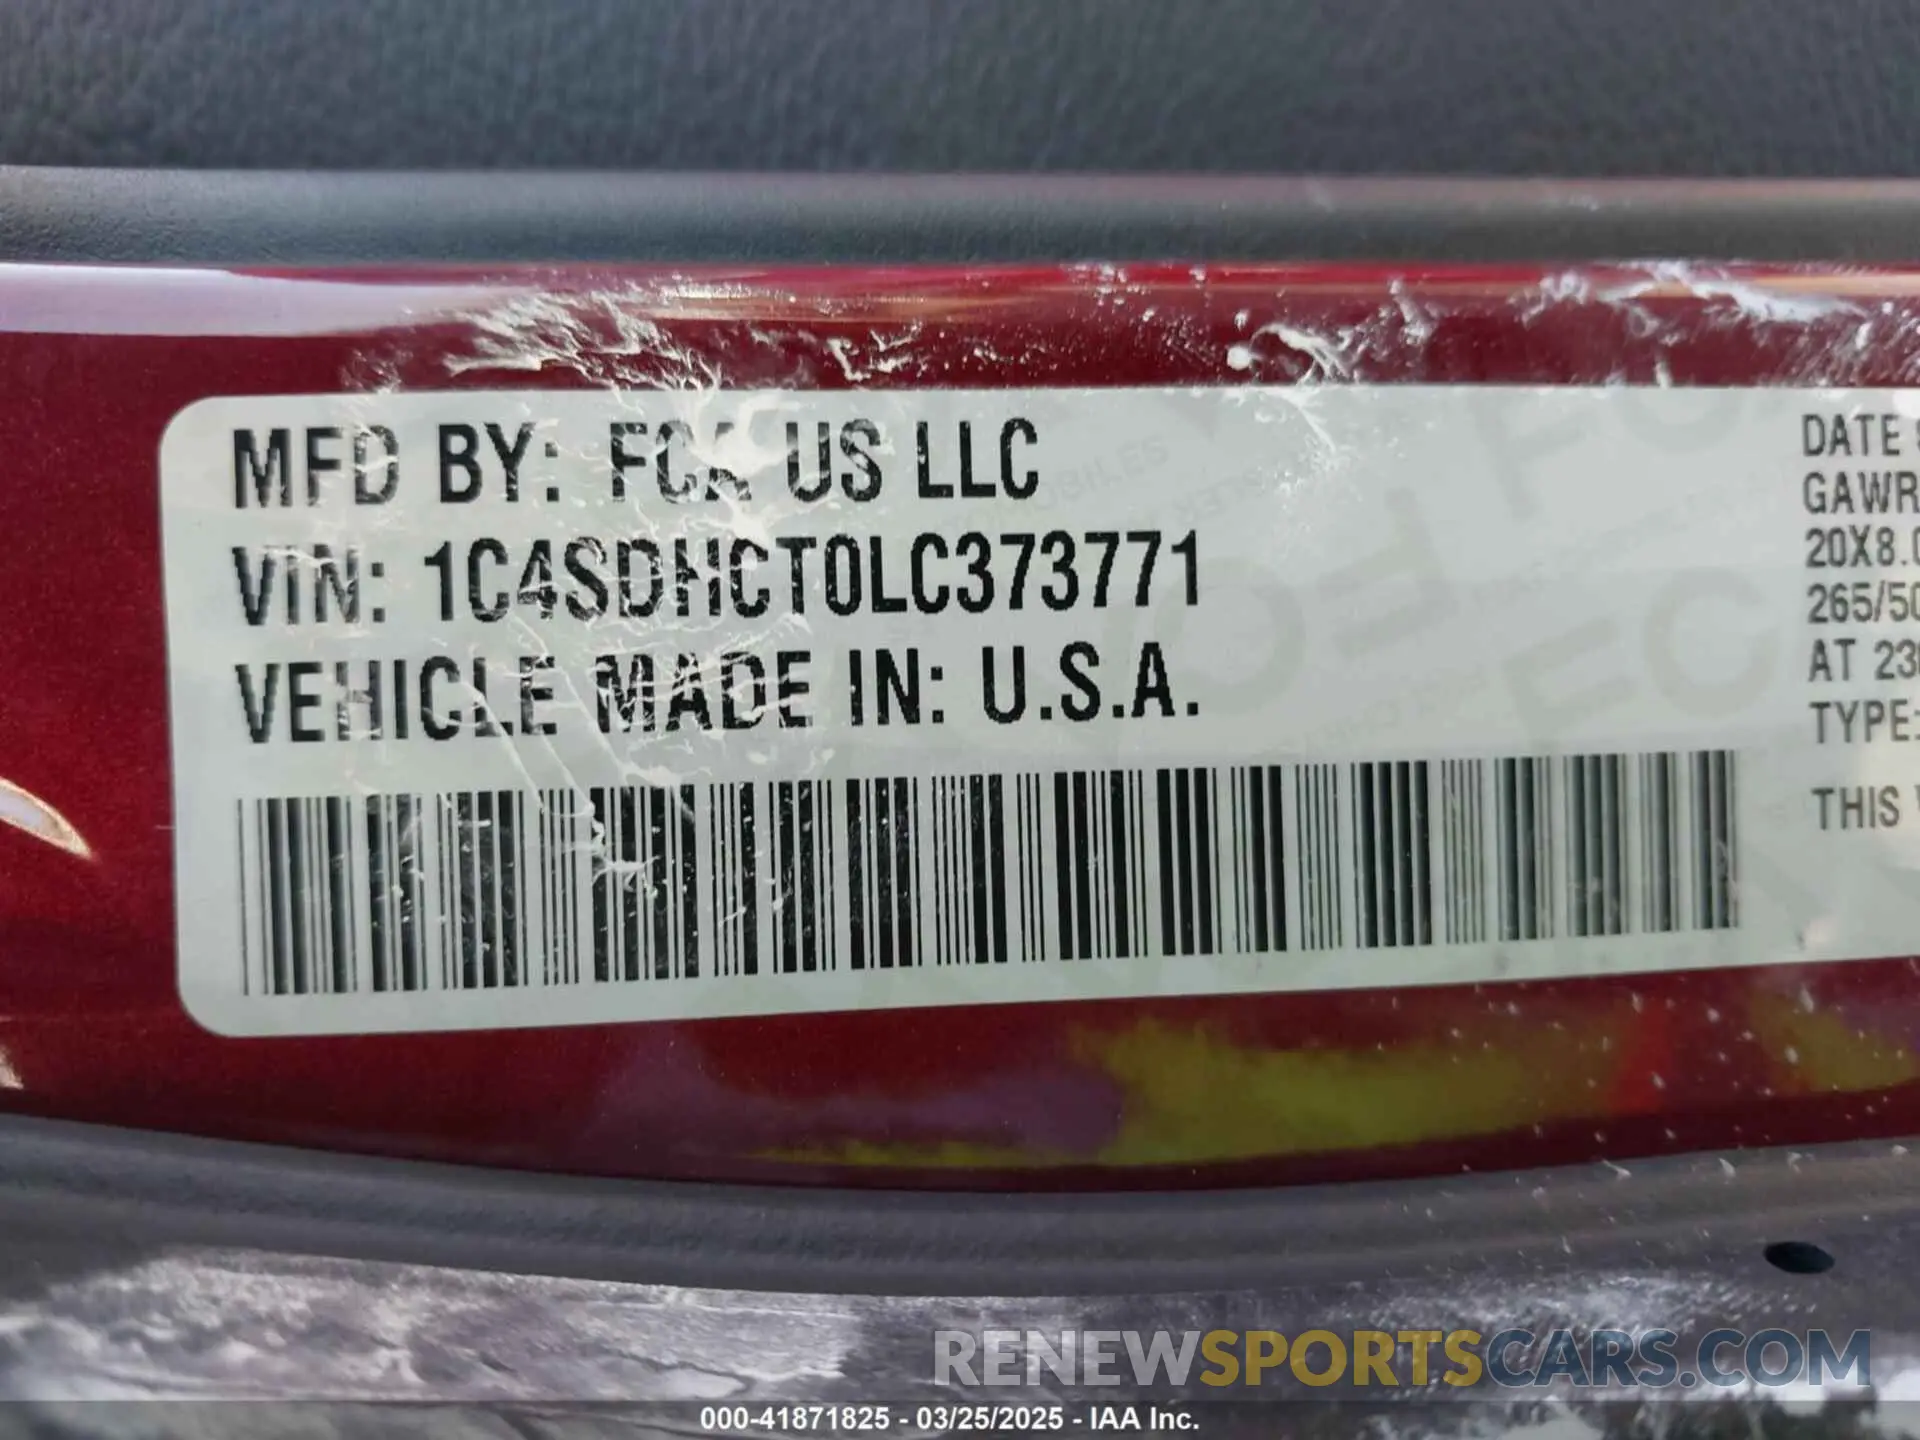 MFD BY: FCA US LLC
VIN: 1C4SDHCT0LC373771
VEHICLE MADE IN: U.S.A.
DATE
GAWR
20X8.0
265/50
AT 23
TYPE:
THIS
RENEWSPORTSCARS.COM
000-41871825 - 03/25/2025 - IAA Inc.